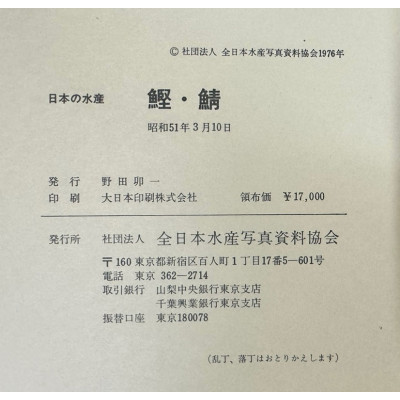 © 社団法人 全日本水産写真資料協会1976年
日本の水産 鰹・鯖
昭和51年3月10日
発行 野田卯一
印刷 大日本印刷株式会社 頒布価 ¥17,000
発行所 社団法人 全日本水産写真資料協会
〒160 東京都新宿区百人町1丁目17番5—601号
電話 東京 362—2714
取引銀行 山梨中央銀行東京支店
千葉興業銀行東京支店
振替口座 東京180078
(乱丁、落丁はおとりかえします)